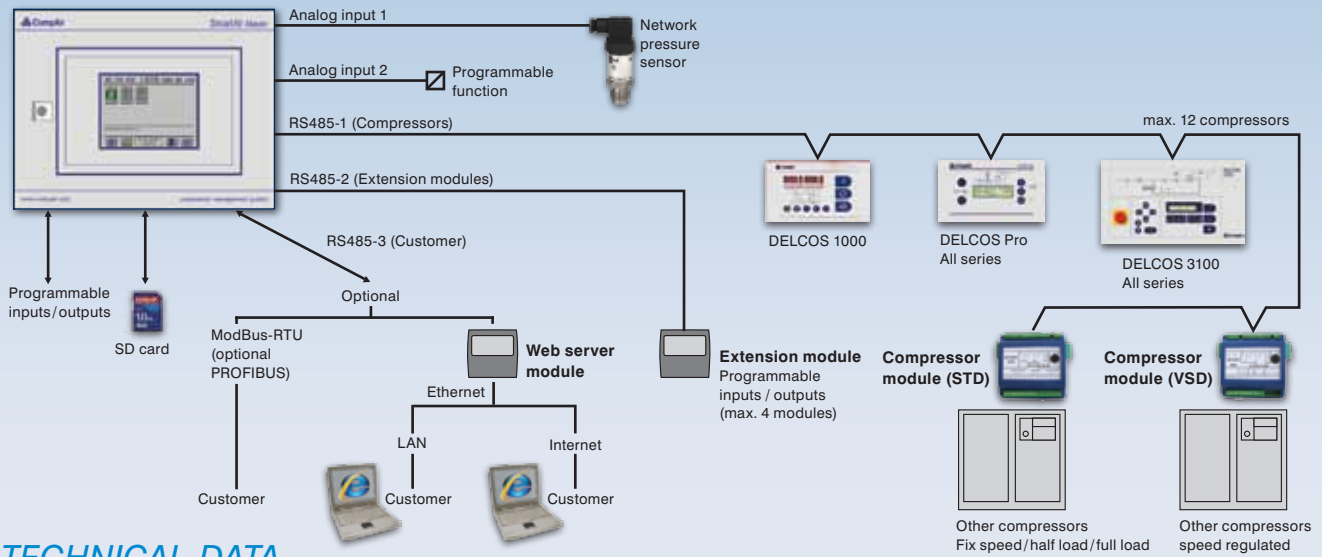 CompAir
SmartAir Master
Analog input 1
Network
pressure
sensor
Analog input 2
Programmable
function
RS485-1 (Compressors)
max. 12 compressors
RS485-2 (Extension modules)
DELCOS 1000
DELCOS Pro
All series
DELCOS 3100
All series
RS485-3 (Customer)
Programmable
inputs/outputs
SD card
Optional
ModBus-RTU
(optional
PROFIBUS)
Web server
module
Ethernet
LAN
Internet
Customer
Customer
Customer
Extension module
Programmable
inputs / outputs
(max. 4 modules)
Compressor
module (STD)
Compressor
module (VSD)
Other compressors
Fix speed/half load/full load
Other compressors
speed regulated
TECHNICAL DATA